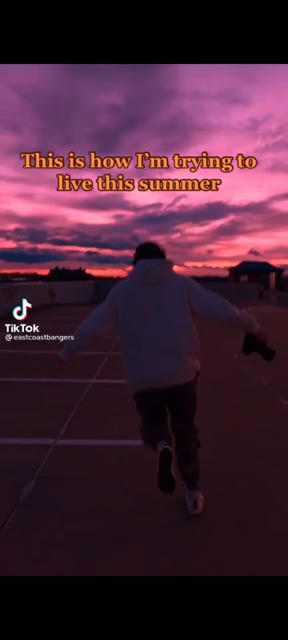 This is how I'm trying to
live this summer
TikTok
@ eastcoastbangers